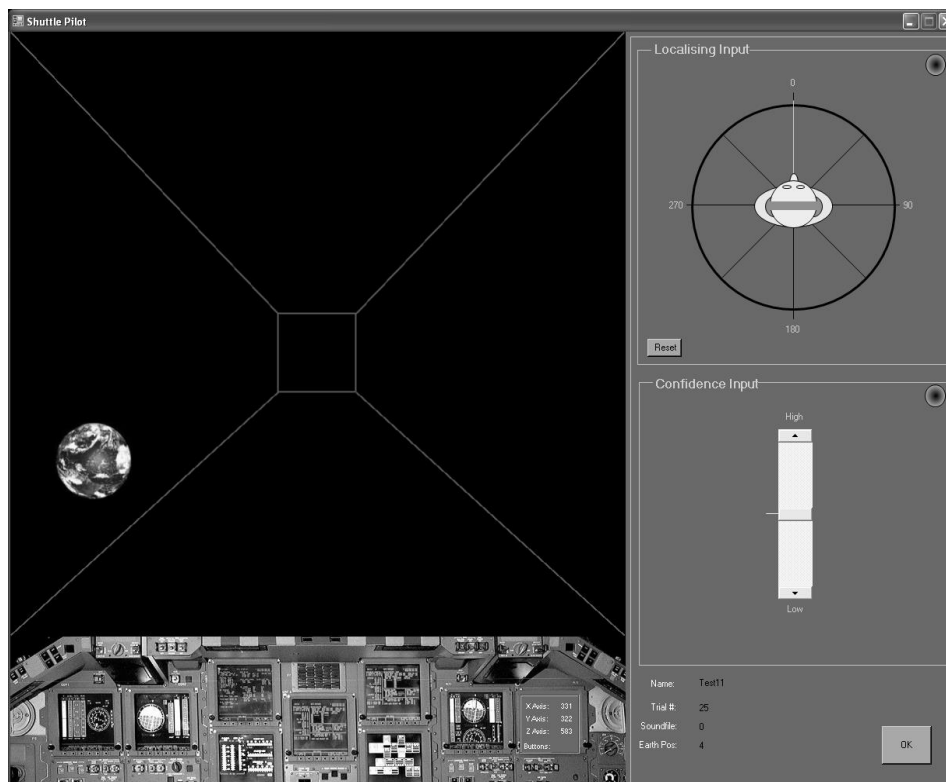 Shuttle Pilot
Localising Input
0
270
90
180
Reset
Confidence Input
High
Low
X Axis: 331
Y Axis: 322
Z Axis: 583
Buttons:
Name: Test11
Trial #: 25
Soundfile: 0
Earth Pos: 4
OK